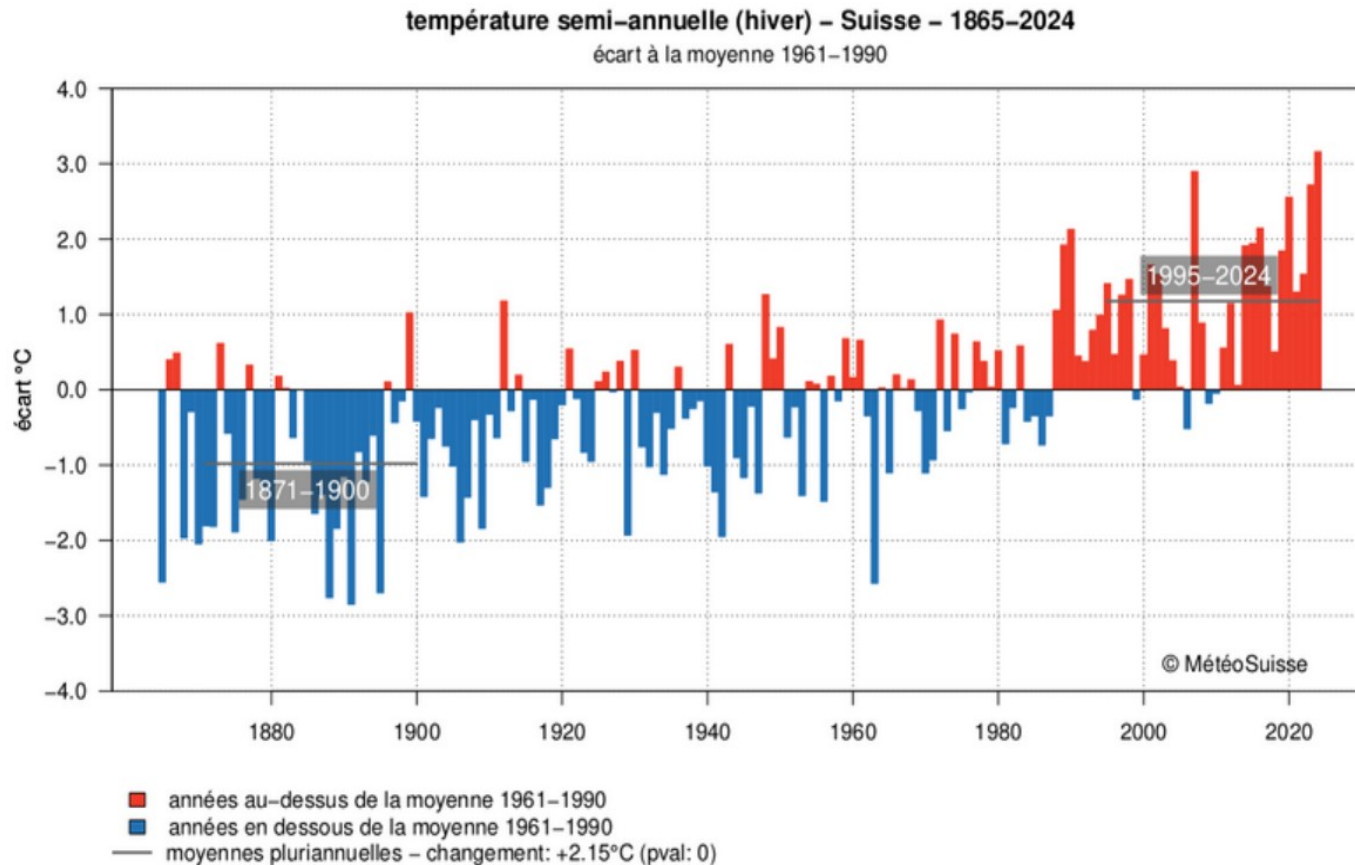 température semi−annuelle (hiver) − Suisse − 1865−2024
écart à la moyenne 1961−1990
écart °C
4.0
3.0
2.0
1.0
0.0
−1.0
−2.0
−3.0
−4.0
1995−2024
1871−1900
© MétéoSuisse
1880 1900 1920 1940 1960 1980 2000 2020
années au−dessus de la moyenne 1961−1990
années en dessous de la moyenne 1961−1990
moyennes pluriannuelles − changement: +2.15°C (pval: 0)